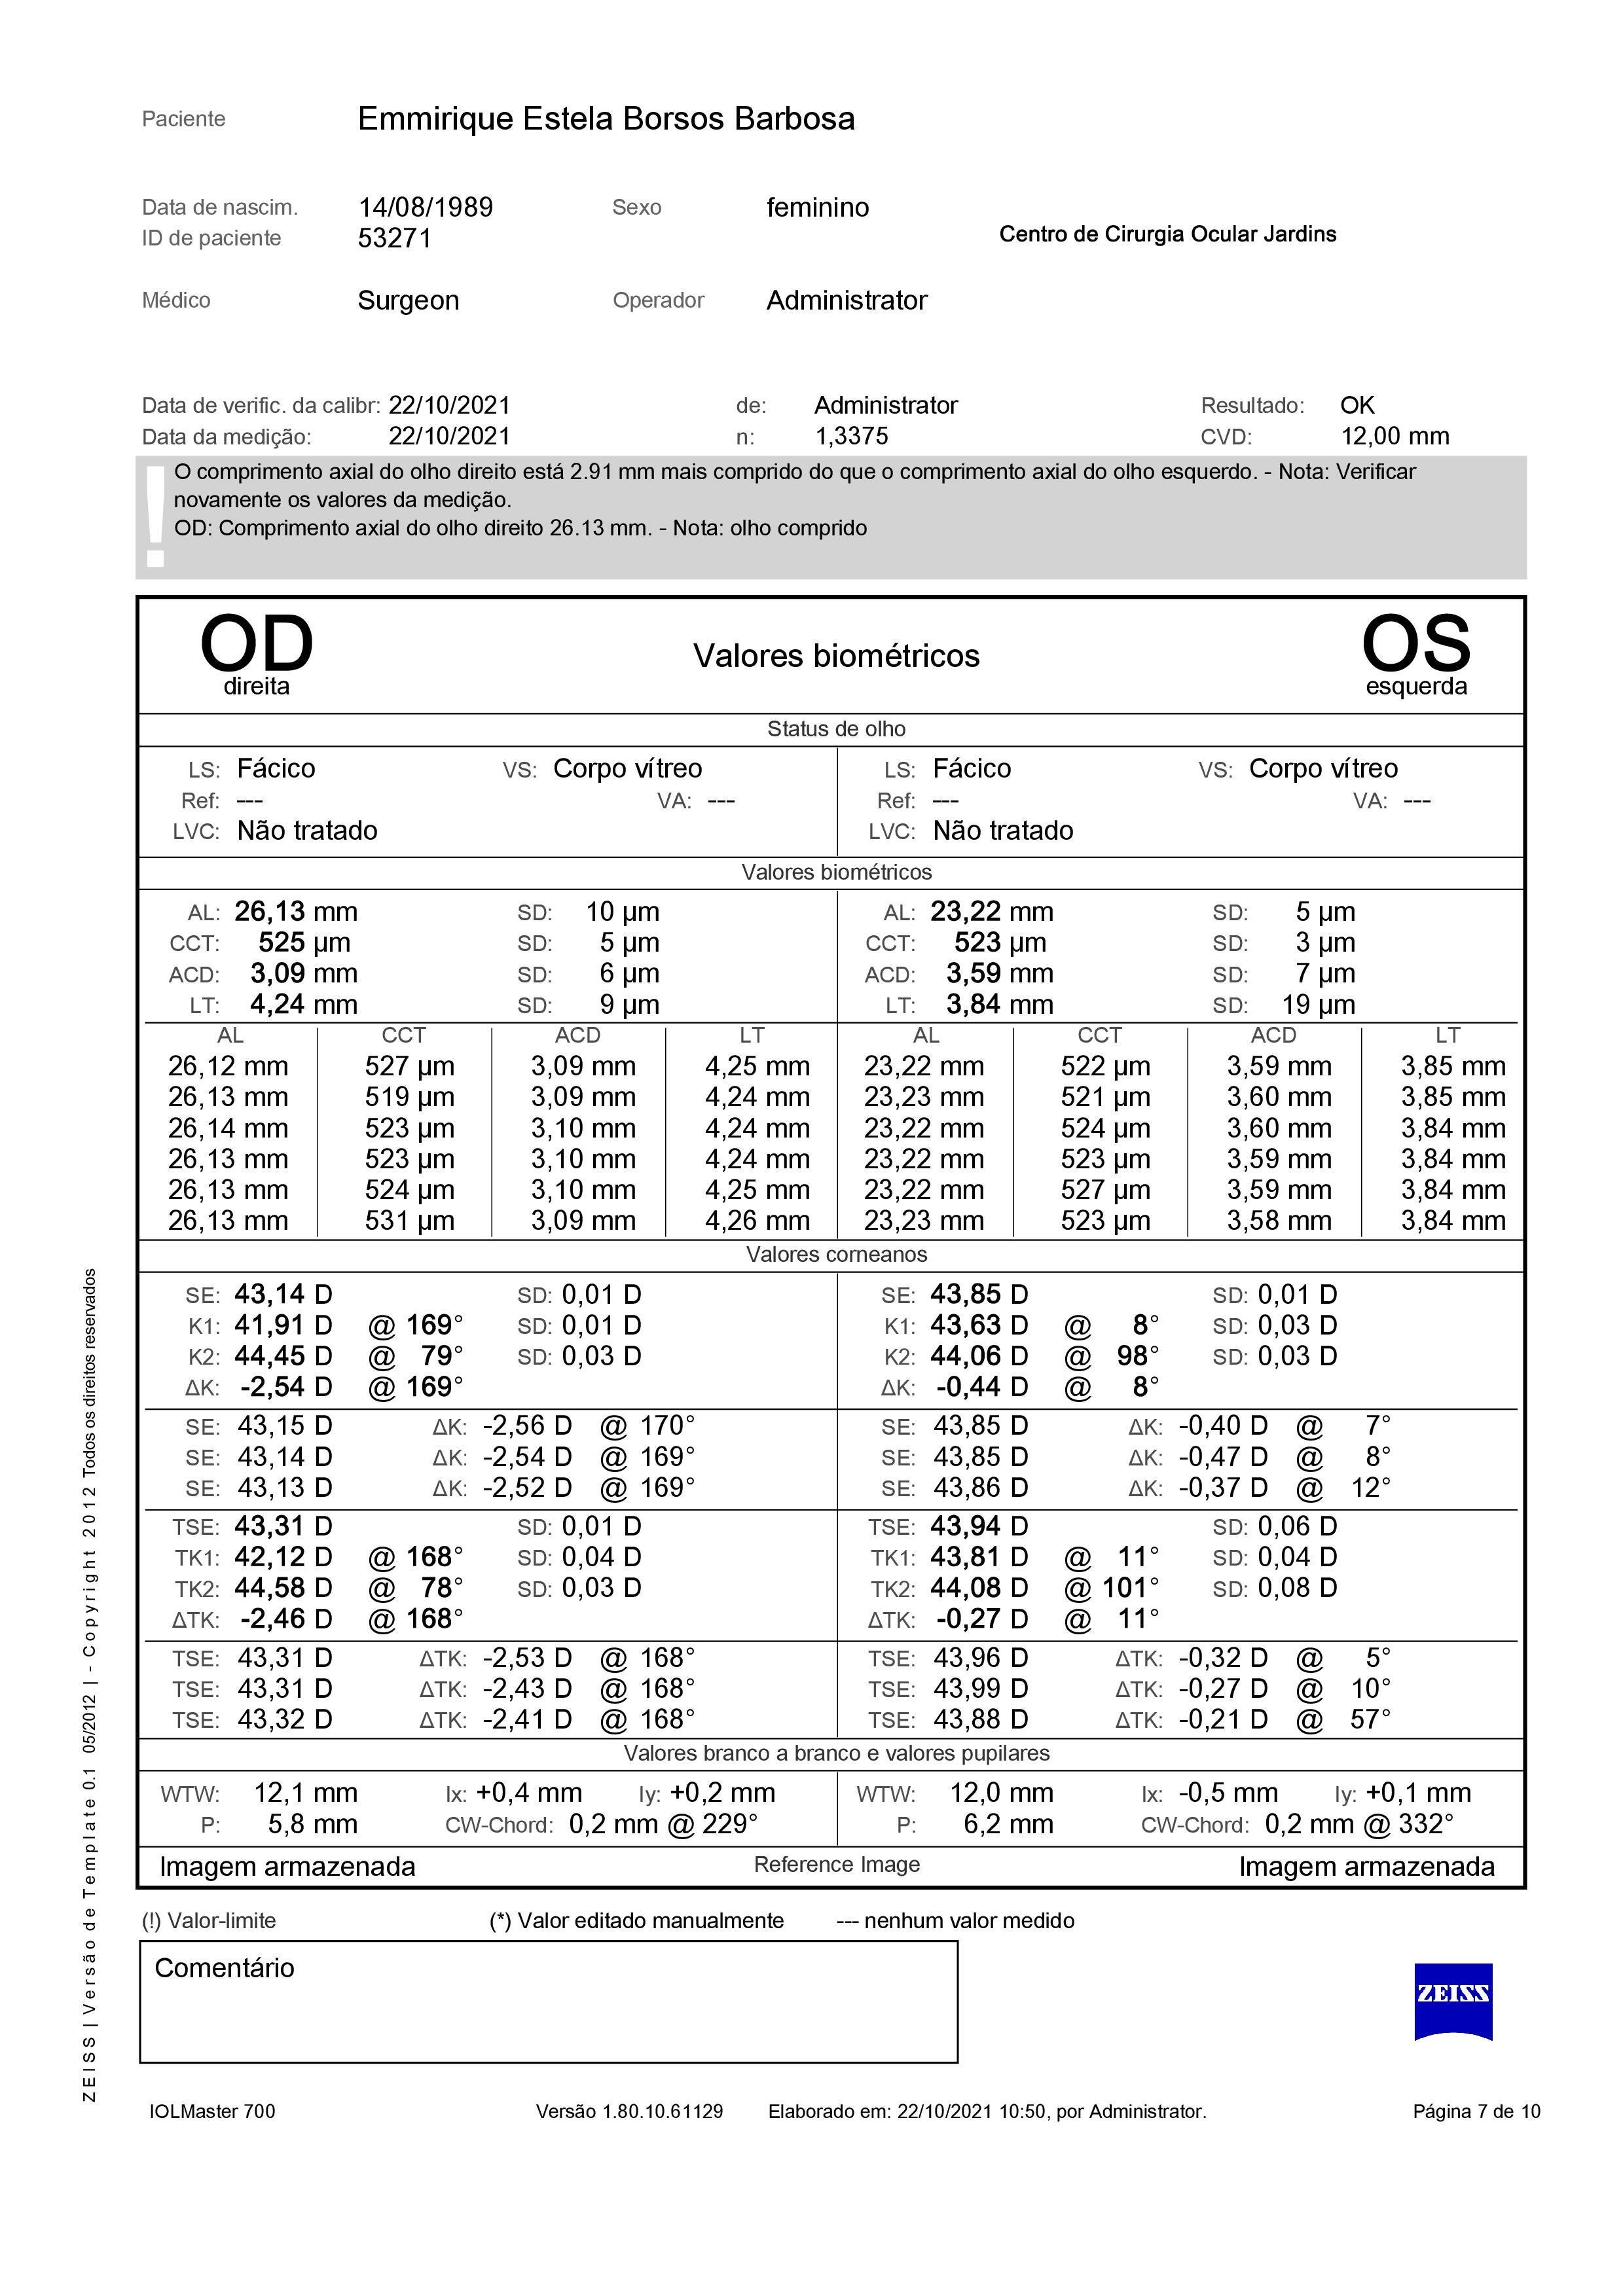 Paciente Emmirique Estela Borsos Barbosa
Data de nascim. 14/08/1989 Sexo feminino
ID de paciente 53271 Centro de Cirurgia Ocular Jardins
Médico Surgeon Operador Administrator
Data de verific. da calibr: 22/10/2021 de: Administrator Resultado: OK
Data da medição: 22/10/2021 n: 1,3375 CVD: 12,00 mm
! O comprimento axial do olho direito está 2.91 mm mais comprido do que o comprimento axial do olho esquerdo. - Nota: Verificar
novamente os valores da medição.
OD: Comprimento axial do olho direito 26.13 mm. - Nota: olho comprido
OD Valores biométricos OS
direita esquerda
Status de olho
LS: Fácico VS: Corpo vítreo LS: Fácico VS: Corpo vítreo
Ref: --- VA: --- Ref: --- VA: ---
LVC: Não tratado LVC: Não tratado
Valores biométricos
AL: 26,13 mm SD: 10 µm AL: 23,22 mm SD: 5 µm
CCT: 525 µm SD: 5 µm CCT: 523 µm SD: 3 µm
ACD: 3,09 mm SD: 6 µm ACD: 3,59 mm SD: 7 µm
LT: 4,24 mm SD: 9 µm LT: 3,84 mm SD: 19 µm
AL CCT ACD LT AL CCT ACD LT
26,12 mm 527 µm 3,09 mm 4,25 mm 23,22 mm 522 µm 3,59 mm 3,85 mm
26,13 mm 519 µm 3,09 mm 4,24 mm 23,23 mm 521 µm 3,60 mm 3,85 mm
26,14 mm 523 µm 3,10 mm 4,24 mm 23,22 mm 524 µm 3,60 mm 3,84 mm
26,13 mm 523 µm 3,10 mm 4,24 mm 23,22 mm 523 µm 3,59 mm 3,84 mm
26,13 mm 524 µm 3,10 mm 4,25 mm 23,22 mm 527 µm 3,59 mm 3,84 mm
26,13 mm 531 µm 3,09 mm 4,26 mm 23,23 mm 523 µm 3,58 mm 3,84 mm
Valores corneanos
SE: 43,14 D SD: 0,01 D SE: 43,85 D SD: 0,01 D
K1: 41,91 D @ 169° SD: 0,01 D K1: 43,63 D @ 8° SD: 0,03 D
K2: 44,45 D @ 79° SD: 0,03 D K2: 44,06 D @ 98° SD: 0,03 D
ΔK: -2,54 D @ 169° ΔK: -0,44 D @ 8°
SE: 43,15 D ΔK: -2,56 D @ 170° SE: 43,85 D ΔK: -0,40 D @ 7°
SE: 43,14 D ΔK: -2,54 D @ 169° SE: 43,85 D ΔK: -0,47 D @ 8°
SE: 43,13 D ΔK: -2,52 D @ 169° SE: 43,86 D ΔK: -0,37 D @ 12°
TSE: 43,31 D SD: 0,01 D TSE: 43,94 D SD: 0,06 D
TK1: 42,12 D @ 168° SD: 0,04 D TK1: 43,81 D @ 11° SD: 0,04 D
TK2: 44,58 D @ 78° SD: 0,03 D TK2: 44,08 D @ 101° SD: 0,08 D
ΔTK: -2,46 D @ 168° ΔTK: -0,27 D @ 11°
TSE: 43,31 D ΔTK: -2,53 D @ 168° TSE: 43,96 D ΔTK: -0,32 D @ 5°
TSE: 43,31 D ΔTK: -2,43 D @ 168° TSE: 43,99 D ΔTK: -0,27 D @ 10°
TSE: 43,32 D ΔTK: -2,41 D @ 168° TSE: 43,88 D ΔTK: -0,21 D @ 57°
Valores branco a branco e valores pupilares
WTW: 12,1 mm Ix: +0,4 mm Iy: +0,2 mm WTW: 12,0 mm Ix: -0,5 mm Iy: +0,1 mm
P: 5,8 mm CW-Chord: 0,2 mm @ 229° P: 6,2 mm CW-Chord: 0,2 mm @ 332°
Imagem armazenada Reference Image Imagem armazenada
(!) Valor-limite (*) Valor editado manualmente --- nenhum valor medido
Comentário
ZEISS
ZEISS | Versão de Template 0.1 05/2012 | - Copyright 2012 Todos os direitos reservados
IOLMaster 700 Versão 1.80.10.61129 Elaborado em: 22/10/2021 10:50, por Administrator. Página 7 de 10